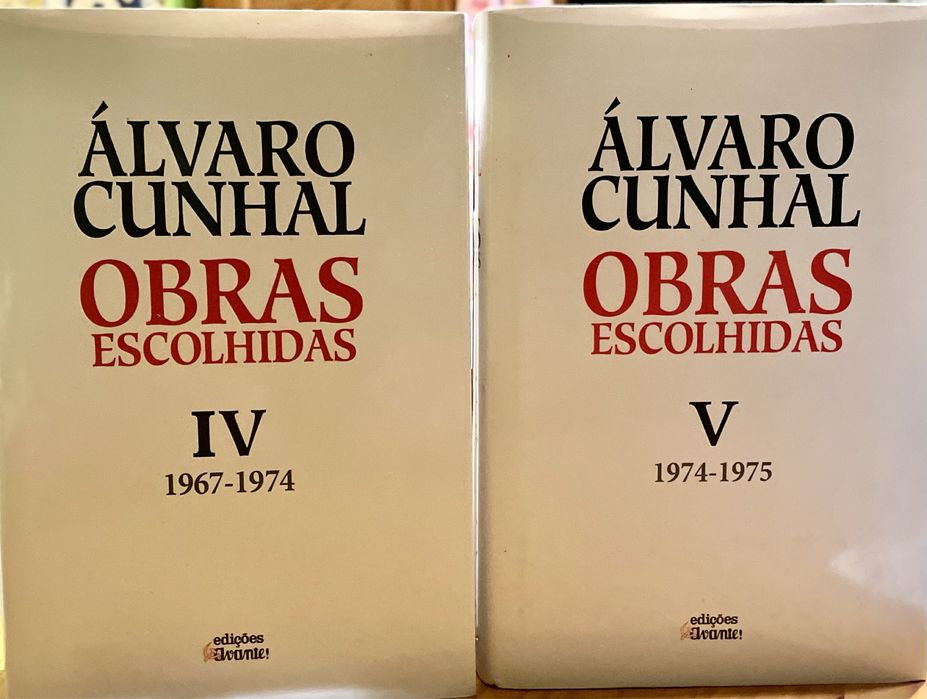 ÁLVARO
CUNHAL
OBRAS
ESCOLHIDAS
IV
1967-1974
edições
Avante!
ÁLVARO
CUNHAL
OBRAS
ESCOLHIDAS
V
1974-1975
edições
Avante!